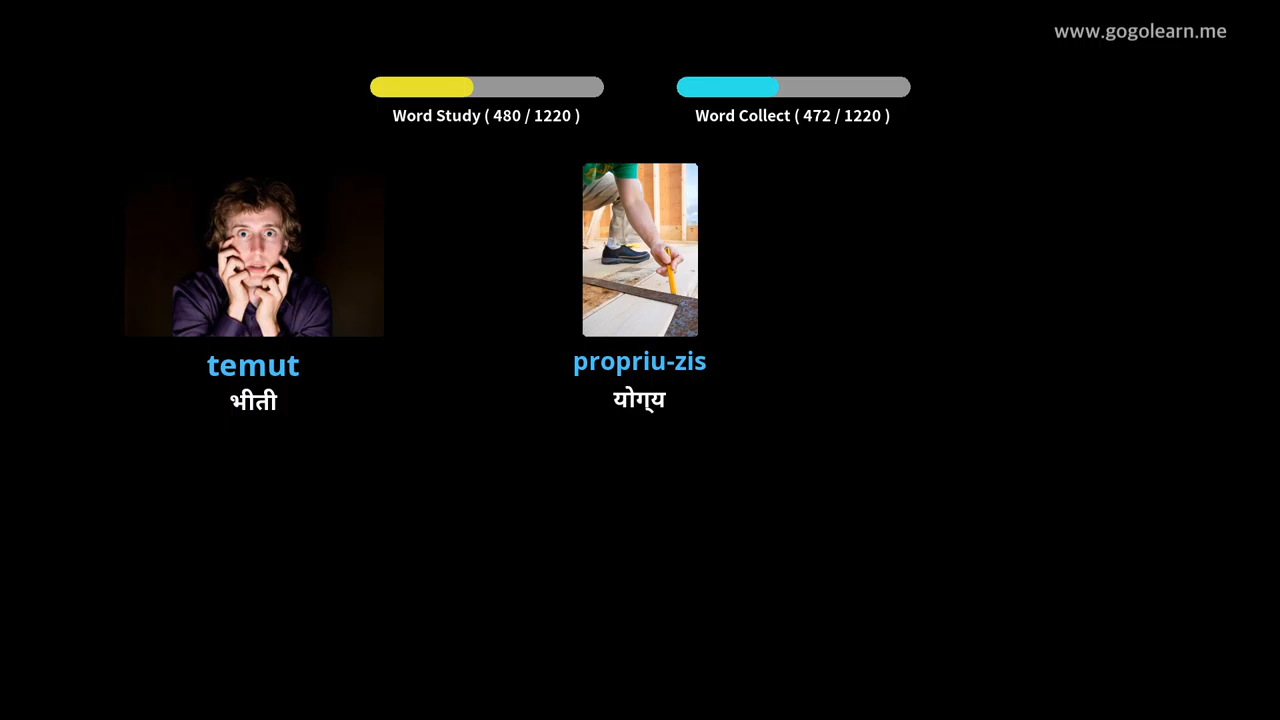 www.gogolearn.me
Word Study ( 480 / 1220 )
Word Collect ( 472 / 1220 )
temut
भीती
propriu-zis
योग्य